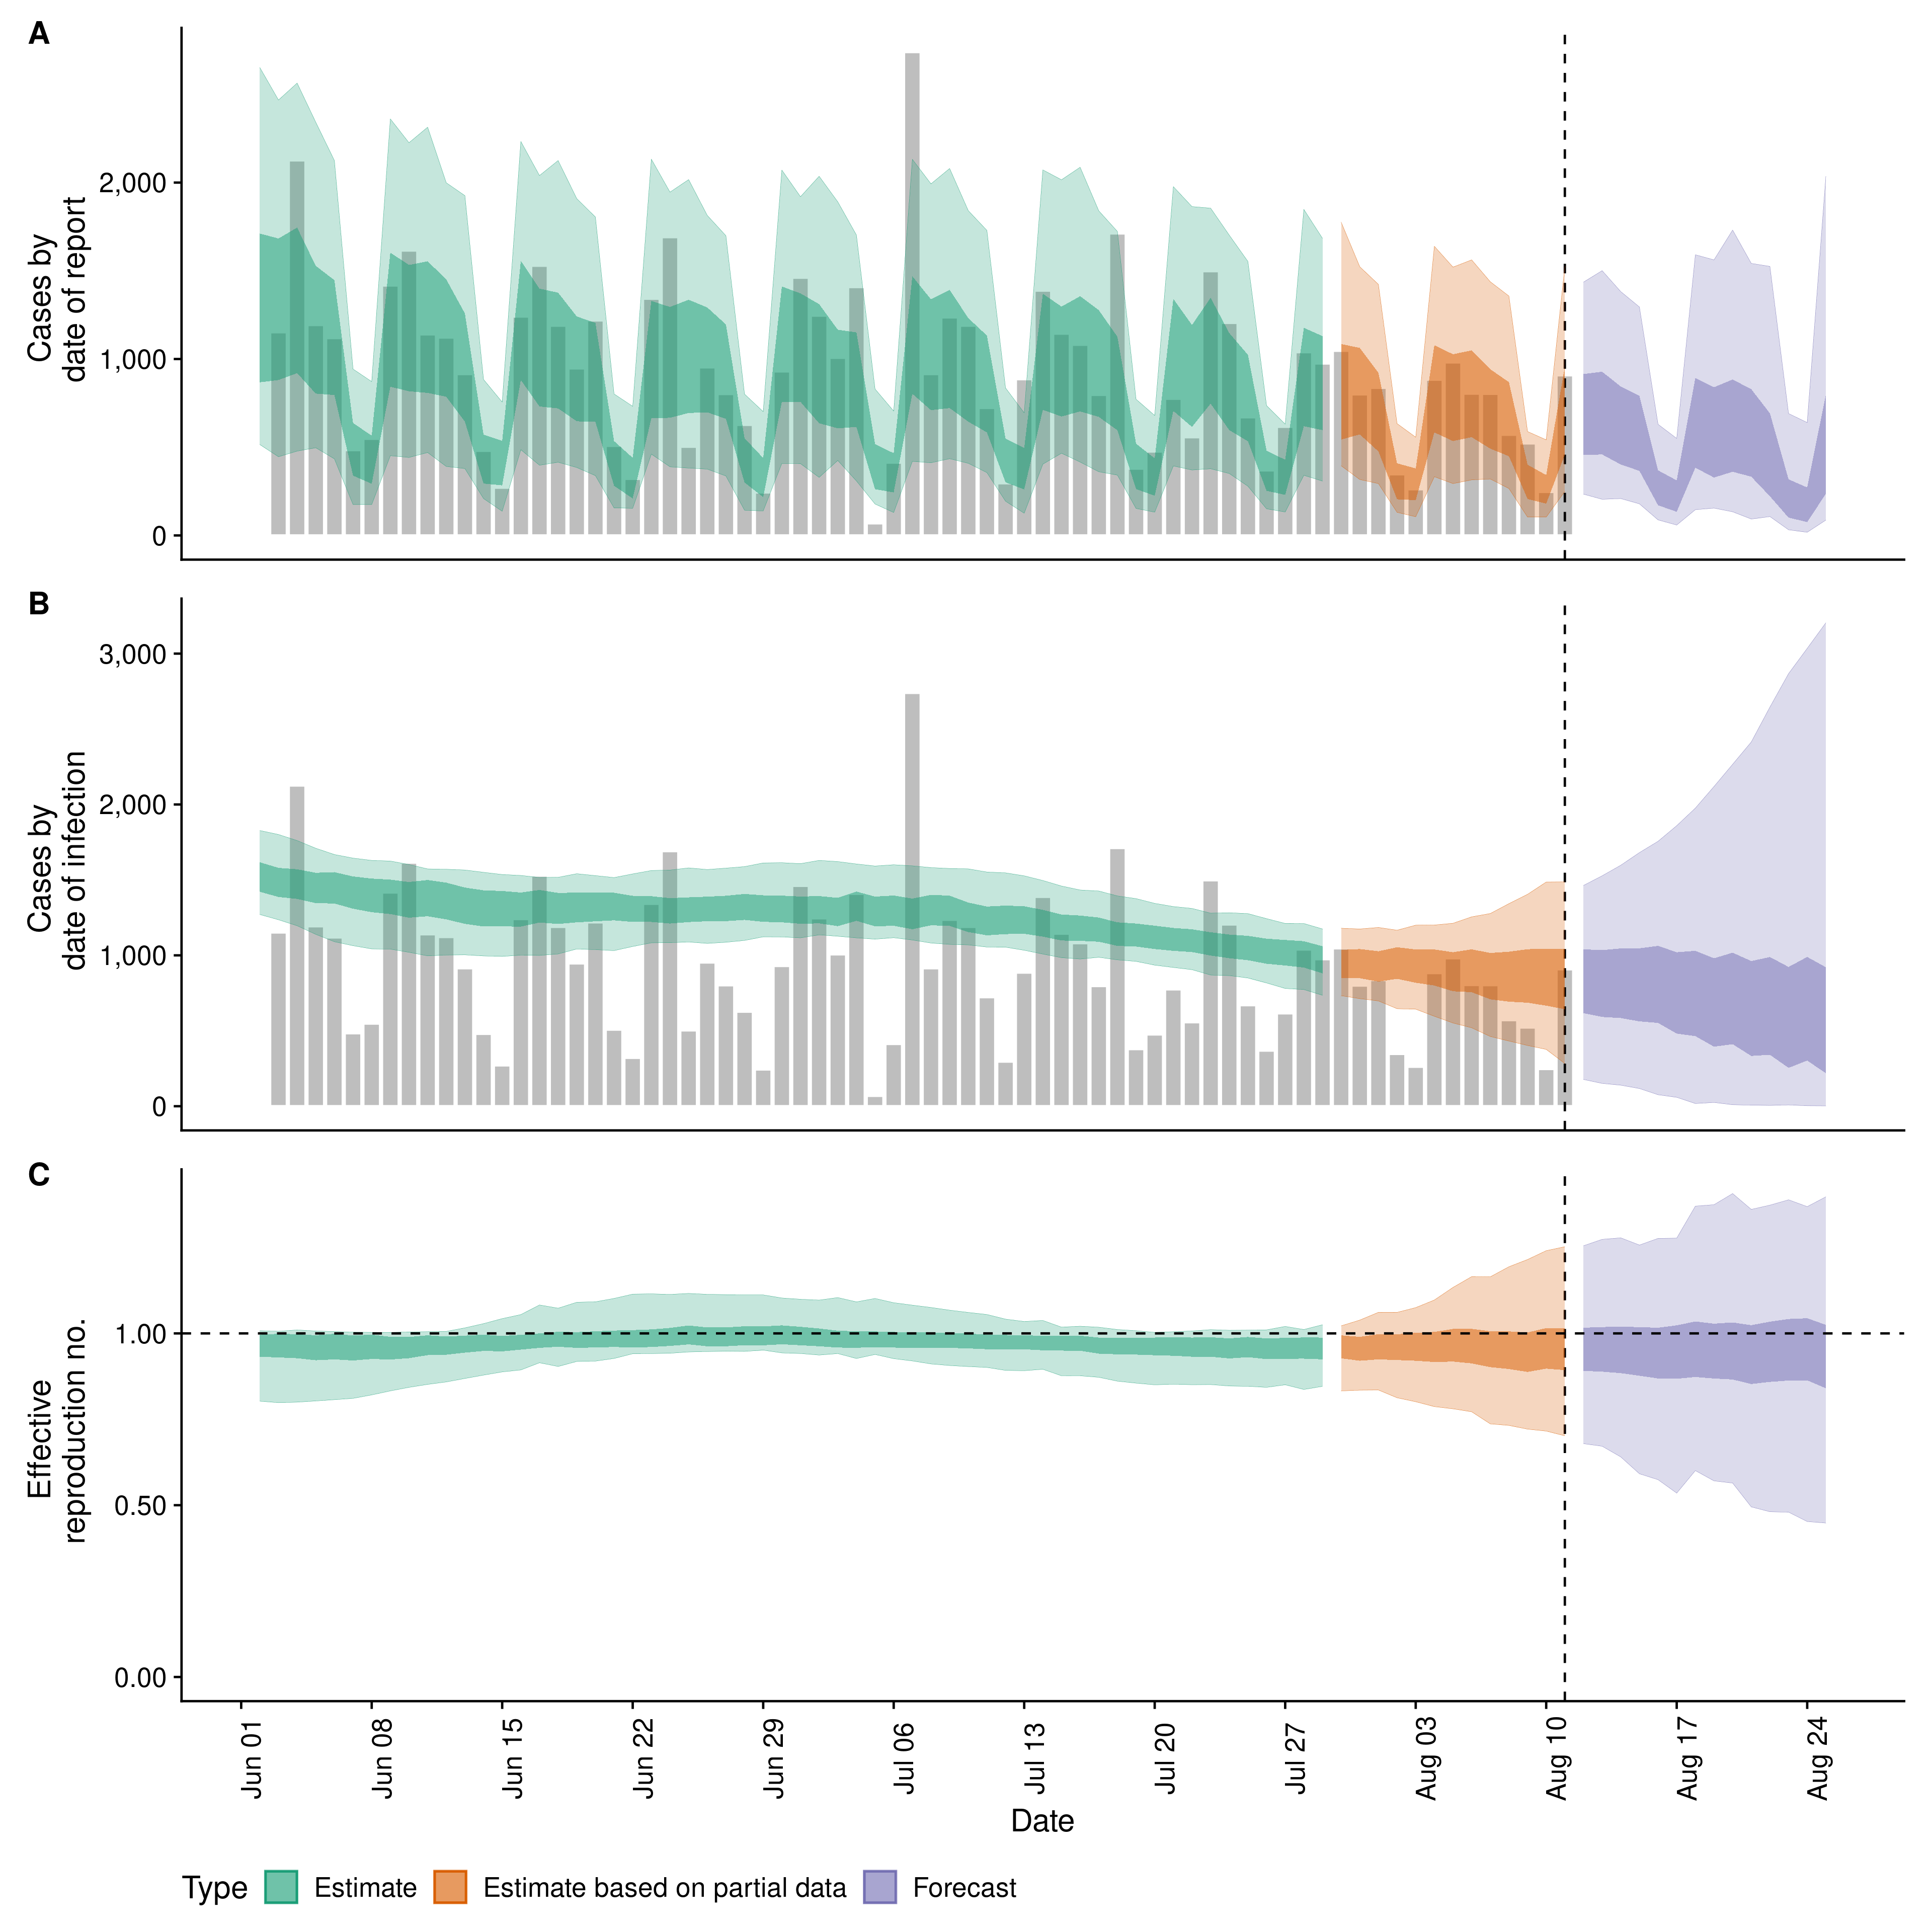 A
Cases by
date of report
2,000
1,000
0
B
Cases by
date of infection
3,000
2,000
1,000
0
C
Effective
reproduction no.
1.00
0.50
0.00
Jun 01
Jun 08
Jun 15
Jun 22
Jun 29
Jul 06
Jul 13
Jul 20
Jul 27
Aug 03
Aug 10
Aug 17
Aug 24
Date
Type Estimate Estimate based on partial data Forecast